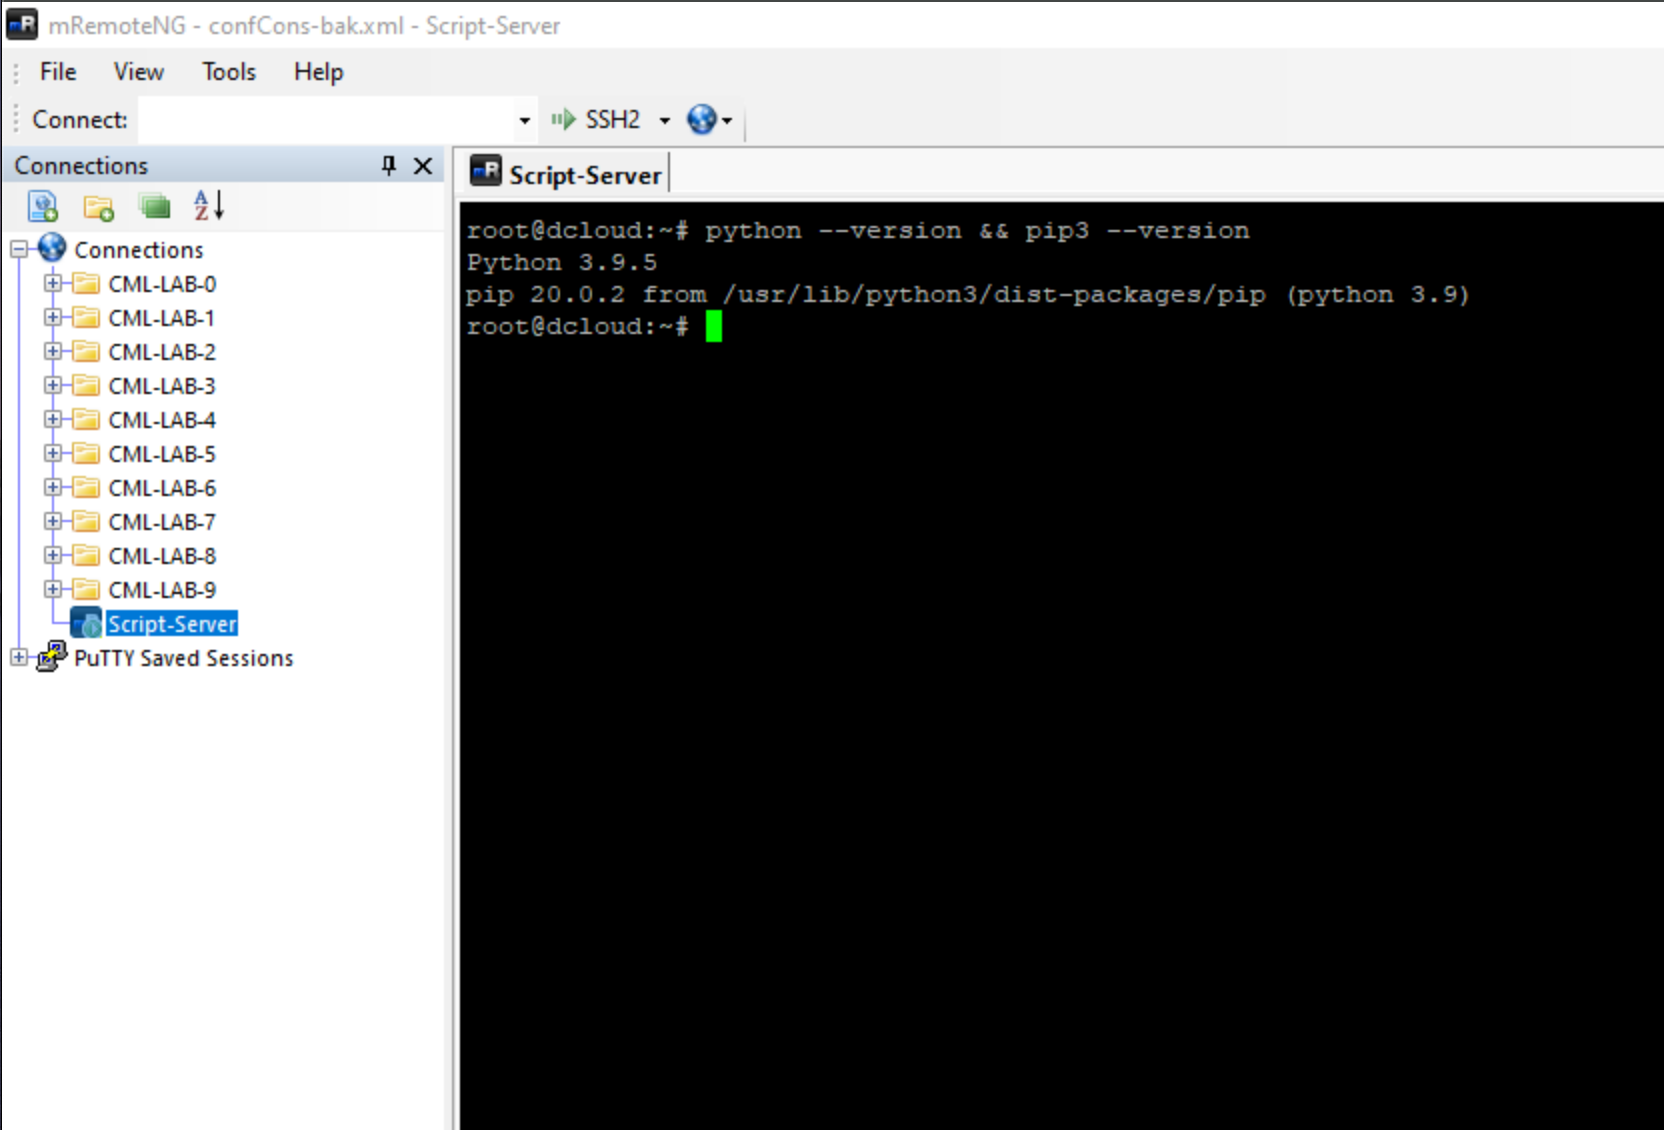 mRemoteNG - confCons-bak.xml - Script-Server
File View Tools Help
Connect: SSH2
Connections
Script-Server
Connections
CML-LAB-0
CML-LAB-1
CML-LAB-2
CML-LAB-3
CML-LAB-4
CML-LAB-5
CML-LAB-6
CML-LAB-7
CML-LAB-8
CML-LAB-9
Script-Server
PuTTY Saved Sessions
root@dcloud:~# python --version && pip3 --version
Python 3.9.5
pip 20.0.2 from /usr/lib/python3/dist-packages/pip (python 3.9)
root@dcloud:~#